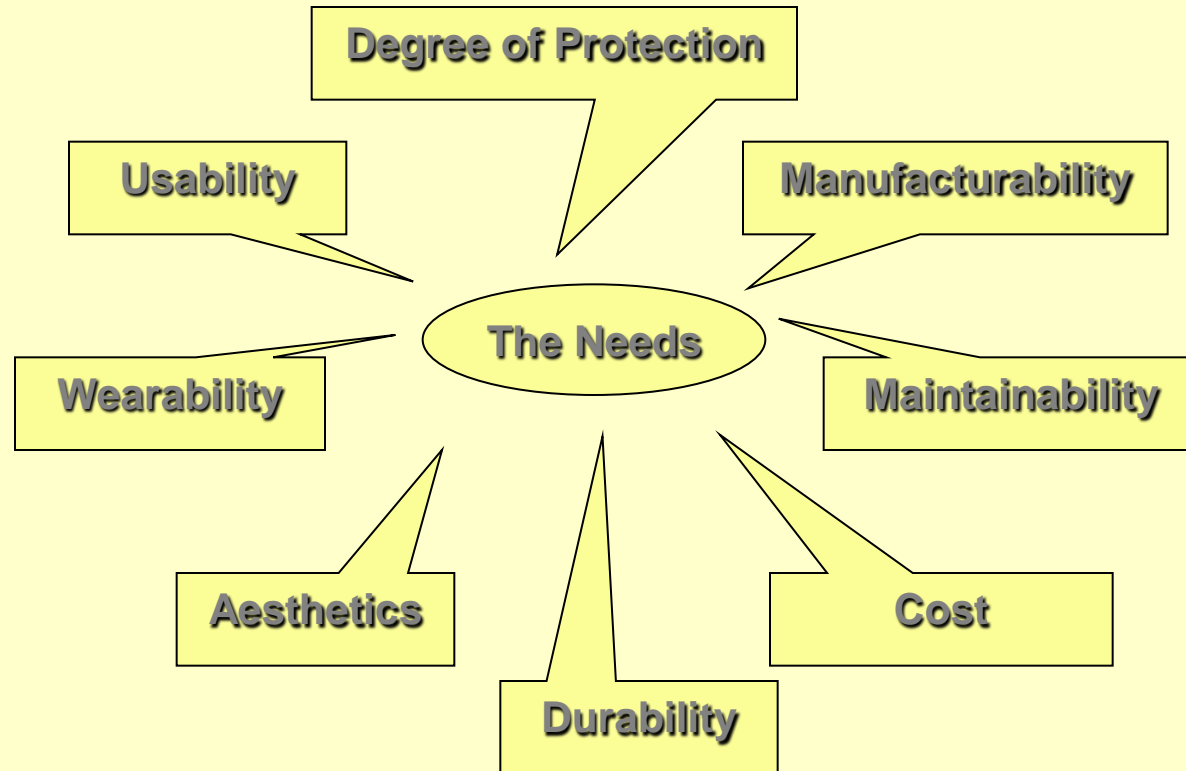 Degree of Protection
Usability
Manufacturability
The Needs
Wearability
Maintainability
Aesthetics
Cost
Durability